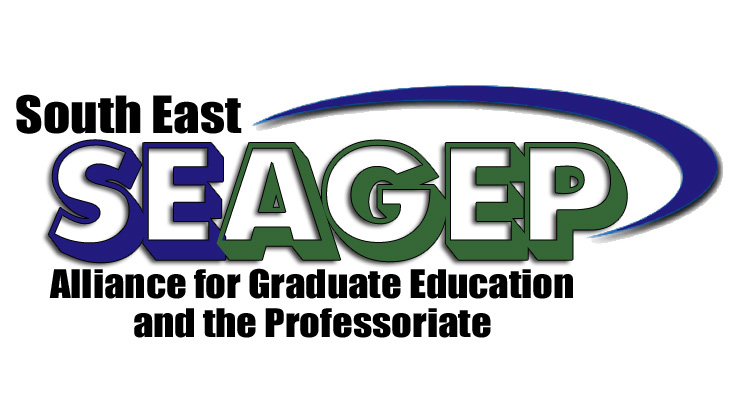 South East
SEAGEP
Alliance for Graduate Education
and the Professoriate